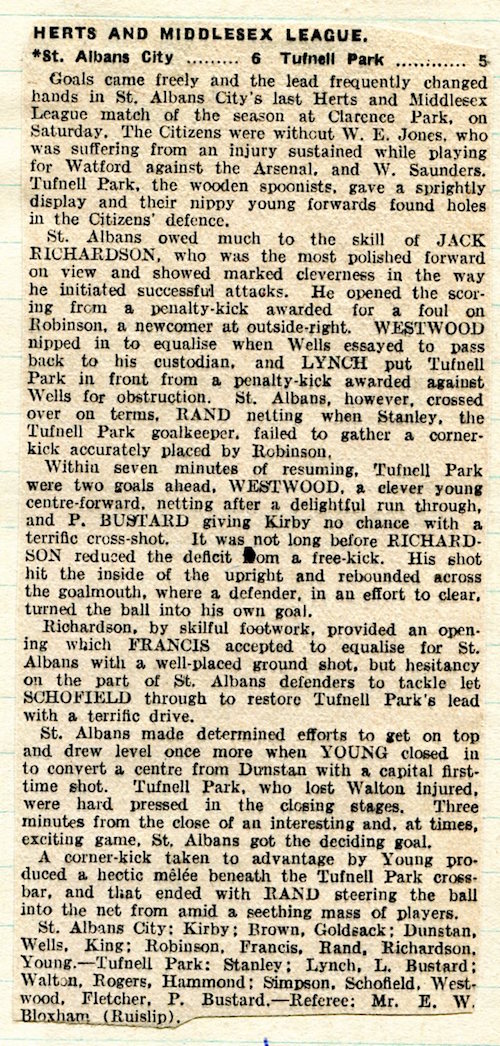 HERTS AND MIDDLESEX LEAGUE.
*St. Albans City ......... 6 Tufnell Park ............ 5
Goals came freely and the lead frequently changed
hands in St. Albans City's last Herts and Middlesex
League match of the season at Clarence Park, on
Saturday. The Citizens were without W. E. Jones, who
was suffering from an injury sustained while playing
for Watford against the Arsenal, and W. Saunders.
Tufnell Park, the wooden spoonists, gave a sprightly
display and their nippy young forwards found holes
in the Citizens' defence.
St. Albans owed much to the skill of JACK
RICHARDSON, who was the most polished forward
on view and showed marked cleverness in the way
he initiated successful attacks. He opened the scor-
ing from a penalty-kick awarded for a foul on
Robinson, a newcomer at outside-right. WESTWOOD
nipped in to equalise when Wells essayed to pass
back to his custodian, and LYNCH put Tufnell
Park in front from a penalty-kick awarded against
Wells for obstruction. St. Albans, however, crossed
over on terms, RAND netting when Stanley, the
Tufnell Park goalkeeper, failed to gather a corner-
kick accurately placed by Robinson.
Within seven minutes of resuming, Tufnell Park
were two goals ahead, WESTWOOD, a clever young
centre-forward, netting after a delightful run through,
and P. BUSTARD giving Kirby no chance with a
terrific cross-shot. It was not long before RICHARD-
SON reduced the deficit from a free-kick. His shot
hit the inside of the upright and rebounded across
the goalmouth, where a defender, in an effort to clear,
turned the ball into his own goal.
Richardson, by skilful footwork, provided an open-
ing which FRANCIS accepted to equalise for St.
Albans with a well-placed ground shot, but hesitancy
on the part of St. Albans defenders to tackle let
SCHOFIELD through to restore Tufnell Park's lead
with a terrific drive.
St. Albans made determined efforts to get on top
and drew level once more when YOUNG closed in
to convert a centre from Dunstan with a capital first-
time shot. Tufnell Park, who lost Walton injured,
were hard pressed in the closing stages. Three
minutes from the close of an interesting and, at times,
exciting game, St. Albans got the deciding goal.
A corner-kick taken to advantage by Young pro-
duced a hectic mêlée beneath the Tufnell Park cross-
bar, and that ended with RAND steering the ball
into the net from amid a seething mass of players.
St. Albans City: Kirby; Brown, Goldsack; Dunstan,
Wells, King; Robinson, Francis, Rand, Richardson,
Young.—Tufnell Park: Stanley; Lynch, L. Bustard;
Walton, Rogers, Hammond; Simpson, Schofield, West-
wood, Fletcher, P. Bustard.—Referee: Mr. E. W.
Bloxham (Ruislip).